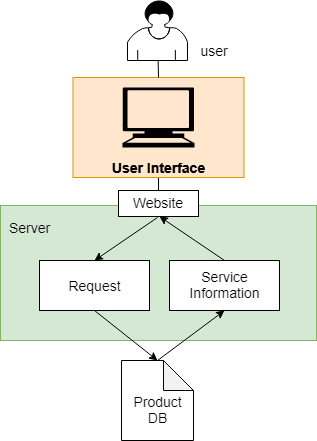 user
User Interface
Website
Server
Request
Service
Information
Product
DB